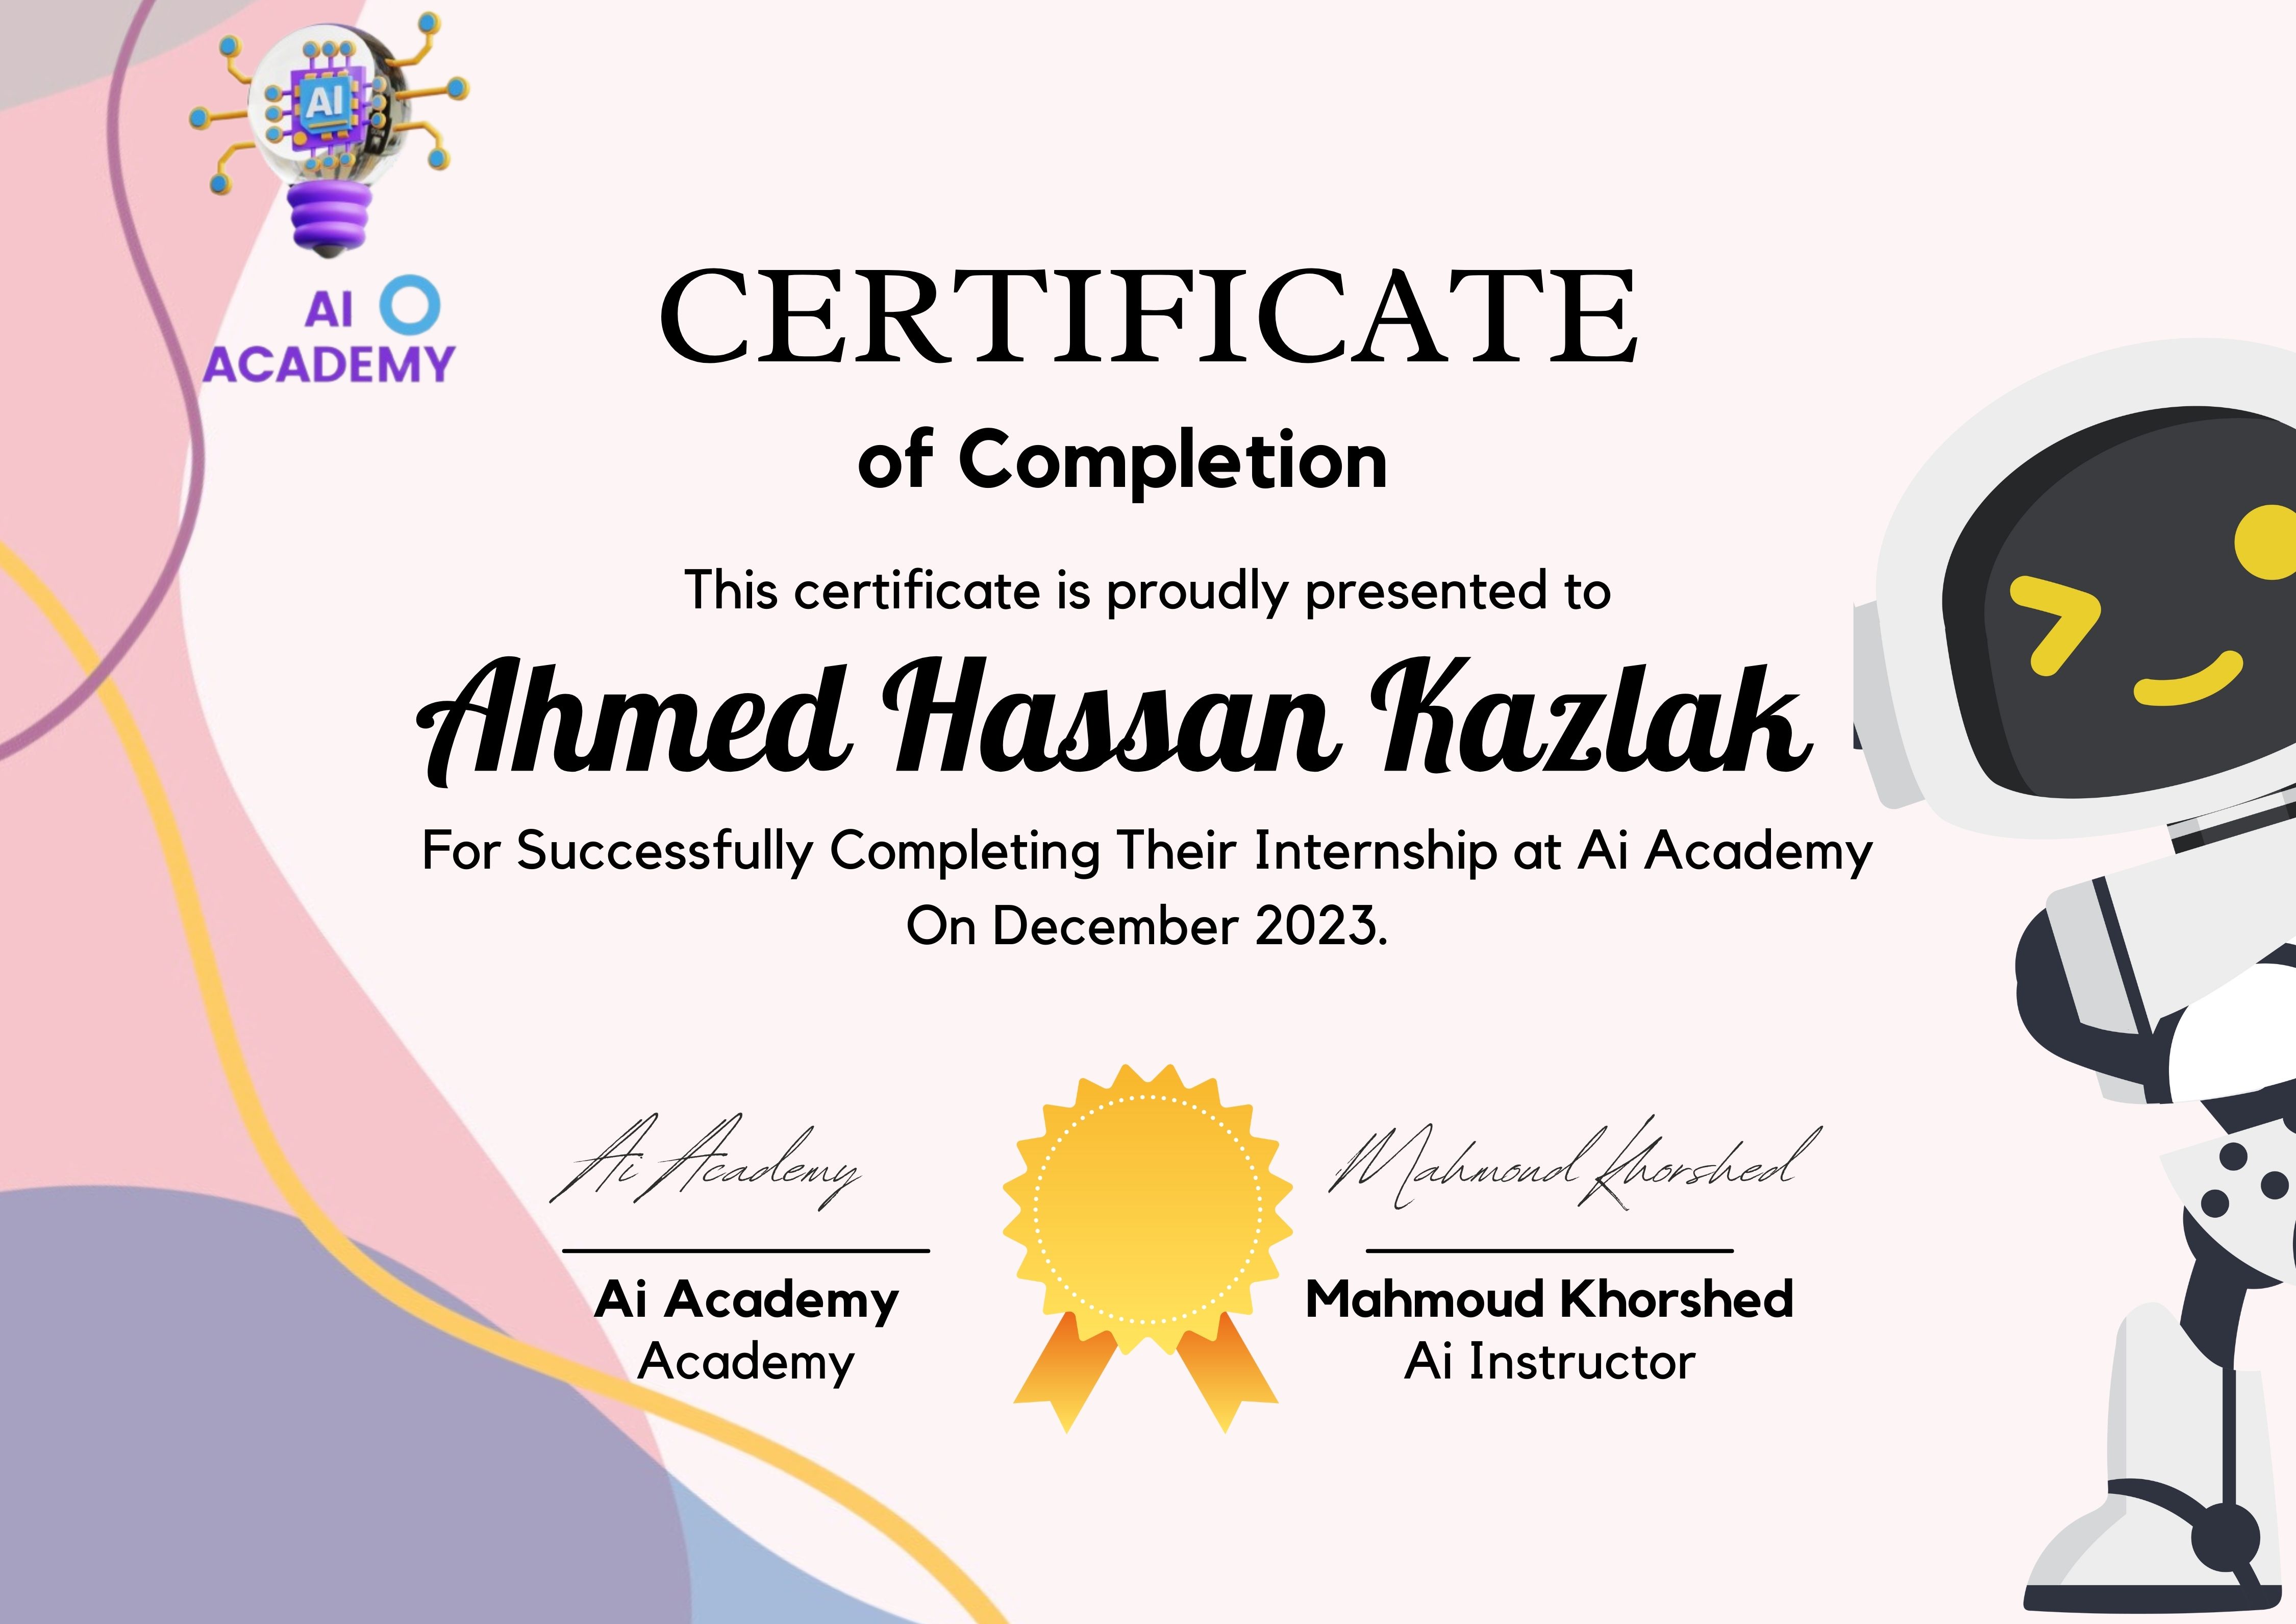 AI
AI
ACADEMY
CERTIFICATE
of Completion
This certificate is proudly presented to
Ahmed Hassan Kazlak
For Successfully Completing Their Internship at Ai Academy
On December 2023.
Ai Academy
Mahmoud Khorshed
Ai Academy
Mahmoud Khorshed
Academy
Ai Instructor